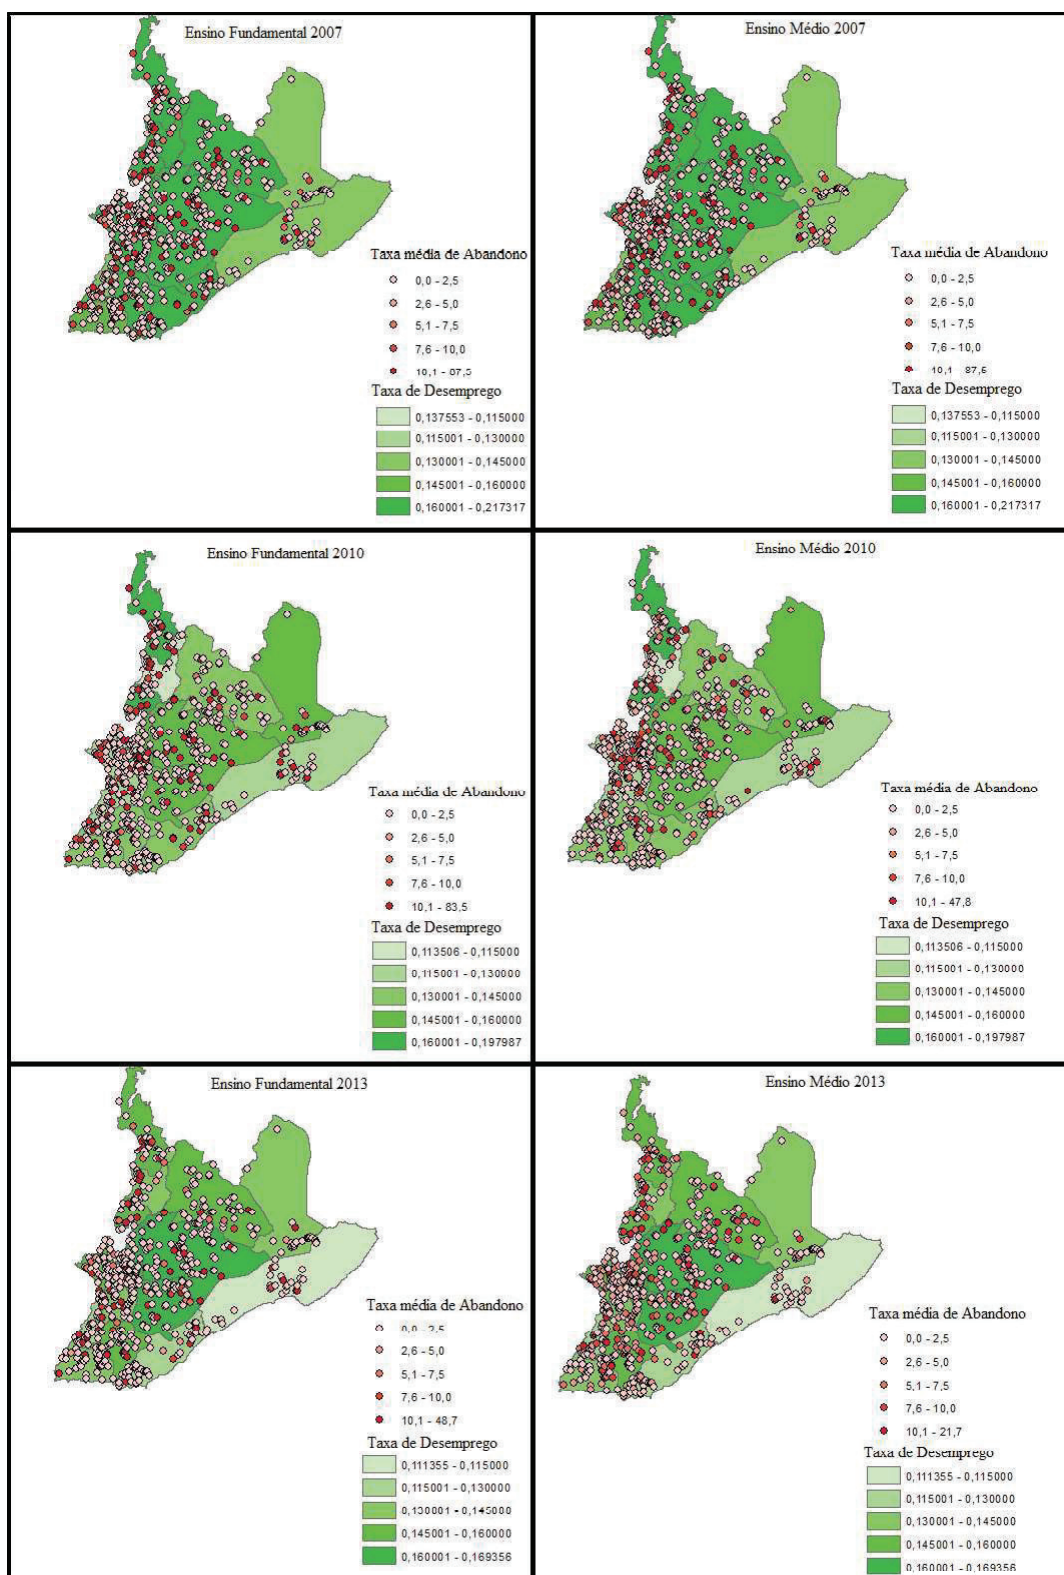 Ensino Fundamental 2007
Taxa média de Abandono
0,0 - 2,5
2,6 - 5,0
5,1 - 7,5
7,6 - 10,0
Taxa de Desemprego
0,137553 - 0,115000
0,115001 - 0,130000
0,130001 - 0,145000
0,145001 - 0,160000
0,160001 - 0,217317
Ensino Médio 2007
Taxa média de Abandono
0,0 - 2,5
2,6 - 5,0
5,1 - 7,5
7,6 - 10,0
10,1 - 87,5
Taxa de Desemprego
0,137553 - 0,115000
0,115001 - 0,130000
0,130001 - 0,145000
0,145001 - 0,160000
0,160001 - 0,217317
Ensino Fundamental 2010
Taxa média de Abandono
0,0 - 2,5
2,6 - 5,0
5,1 - 7,5
7,6 - 10,0
10,1 - 83,5
Taxa de Desemprego
0,113506 - 0,115000
0,115001 - 0,130000
0,130001 - 0,145000
0,145001 - 0,160000
0,160001 - 0,197987
Ensino Médio 2010
Taxa média de Abandono
0,0 - 2,5
2,6 - 5,0
5,1 - 7,5
7,6 - 10,0
10,1 - 47,8
Taxa de Desemprego
0,113506 - 0,115000
0,115001 - 0,130000
0,130001 - 0,145000
0,145001 - 0,160000
0,160001 - 0,197987
Ensino Fundamental 2013
Taxa média de Abandono
0,0 - 2,5
2,6 - 5,0
5,1 - 7,5
7,6 - 10,0
10,1 - 48,7
Taxa de Desemprego
0,111355 - 0,115000
0,115001 - 0,130000
0,130001 - 0,145000
0,145001 - 0,160000
0,160001 - 0,169356
Ensino Médio 2013
Taxa média de Abandono
0,0 - 2,5
2,6 - 5,0
5,1 - 7,5
7,6 - 10,0
10,1 - 21,7
Taxa de Desemprego
0,111355 - 0,115000
0,115001 - 0,130000
0,130001 - 0,145000
0,145001 - 0,160000
0,160001 - 0,169356